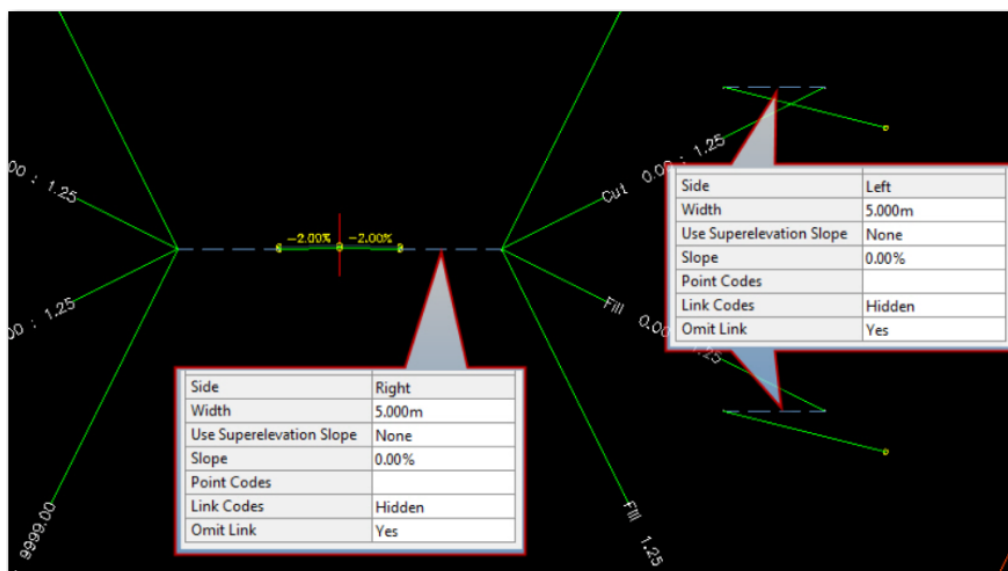 00 : 1.25
-2.00% -2.00%
Cut 0.00 : 1.25
Side Left
Width 5.000m
Use Superelevation Slope None
Slope 0.00%
Point Codes
Link Codes Hidden
Omit Link Yes
00 : 1.25
Fill 0.00 1.25
Side Right
Width 5.000m
Use Superelevation Slope None
Slope 0.00%
Point Codes
Link Codes Hidden
Omit Link Yes
9999.00
Fill 1.25